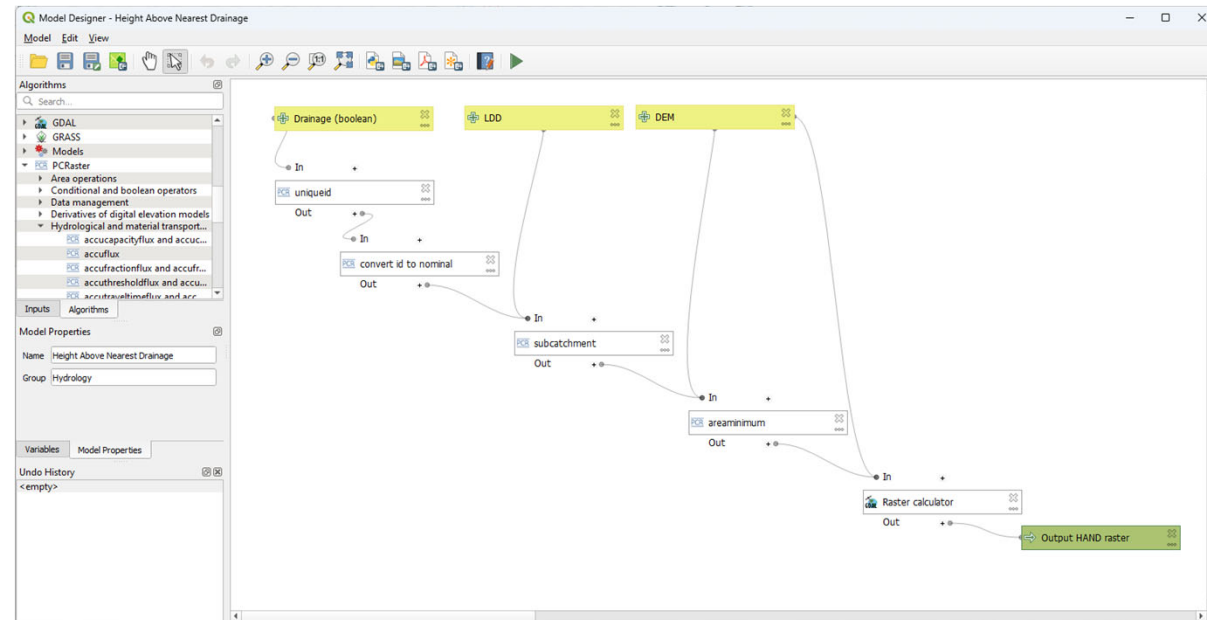 Model Designer - Height Above Nearest Drainage
Model Edit View
Algorithms
Search...
GDAL
GRASS
Models
PCRaster
Area operations
Conditional and boolean operators
Data management
Derivatives of digital elevation models
Hydrological and material transport...
accucapacityflux and accuc...
accuflux
accufractionflux and accufr...
accuthresholdflux and accu...
accutraveltimeflux and acc
Inputs Algorithms
Model Properties
Name Height Above Nearest Drainage
Group Hydrology
Variables Model Properties
Undo History
<empty>
Drainage (boolean)
LDD
DEM
In
uniqueid
Out
In
convert id to nominal
Out
In
subcatchment
Out
In
areaminimum
Out
In
Raster calculator
Out
Output HAND raster